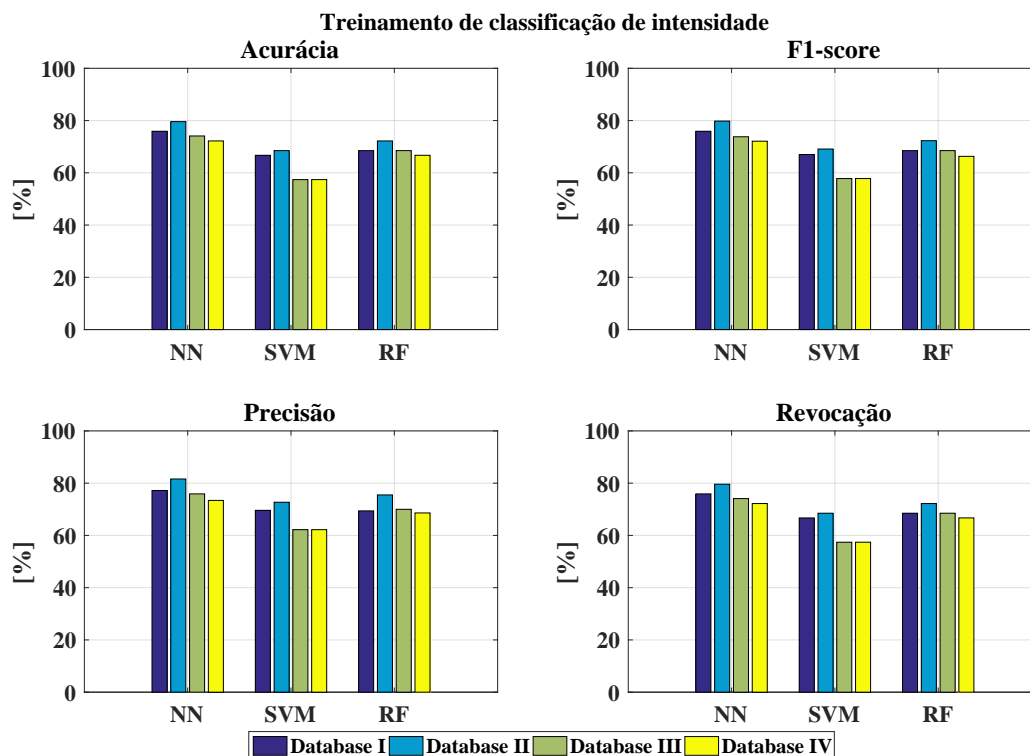 Treinamento de classificação de intensidade
Acurácia
100
80
60
40
20
0
[%]
NN SVM RF
F1-score
100
80
60
40
20
0
[%]
NN SVM RF
Precisão
100
80
60
40
20
0
[%]
NN SVM RF
Revocação
100
80
60
40
20
0
[%]
NN SVM RF
Database I Database II Database III Database IV